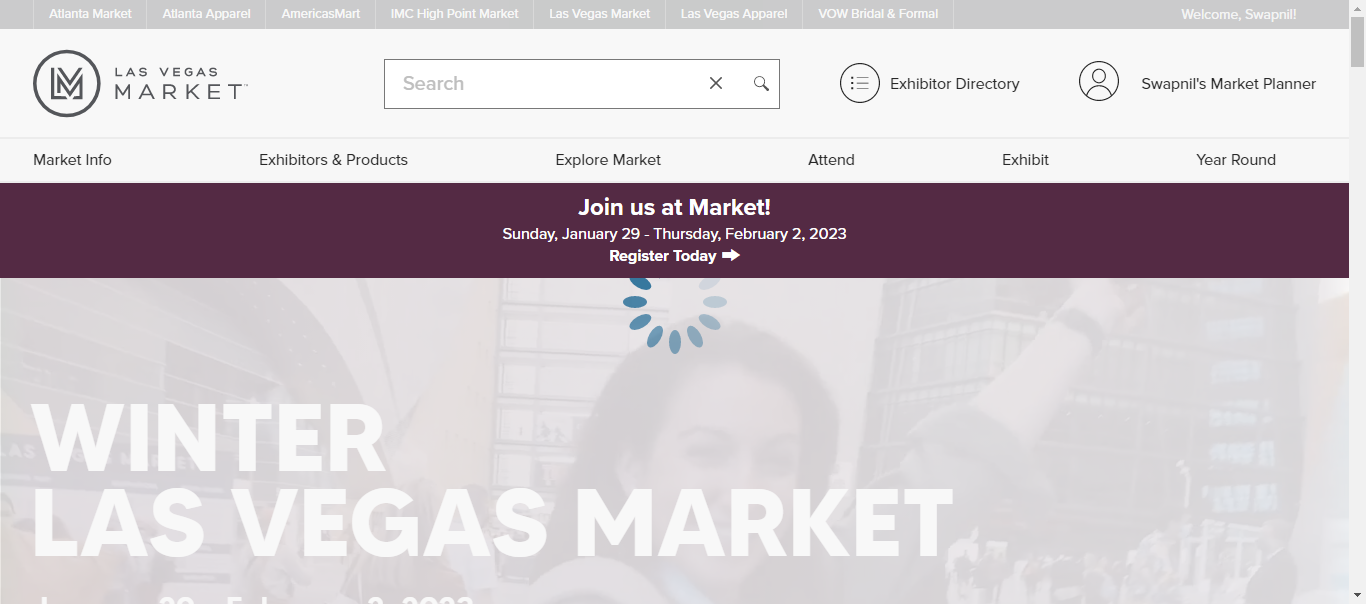 Atlanta Market
Atlanta Apparel
AmericasMart
IMC High Point Market
Las Vegas Market
Las Vegas Apparel
VOW Bridal & Formal
Welcome, Swapnil!
LAS VEGAS
MARKET
Search
Exhibitor Directory
Swapnil's Market Planner
Market Info
Exhibitors & Products
Explore Market
Attend
Exhibit
Year Round
Join us at Market!
Sunday, January 29 - Thursday, February 2, 2023
Register Today
WINTER
LAS VEGAS MARKET